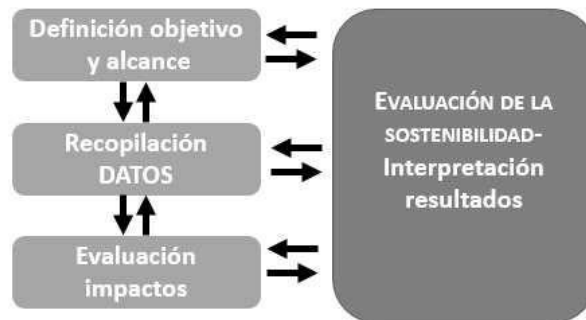 Definición objetivo
y alcance
Recopilación
DATOS
Evaluación
impactos
EVALUACIÓN DE LA
SOSTENIBILIDAD-
Interpretación
resultados